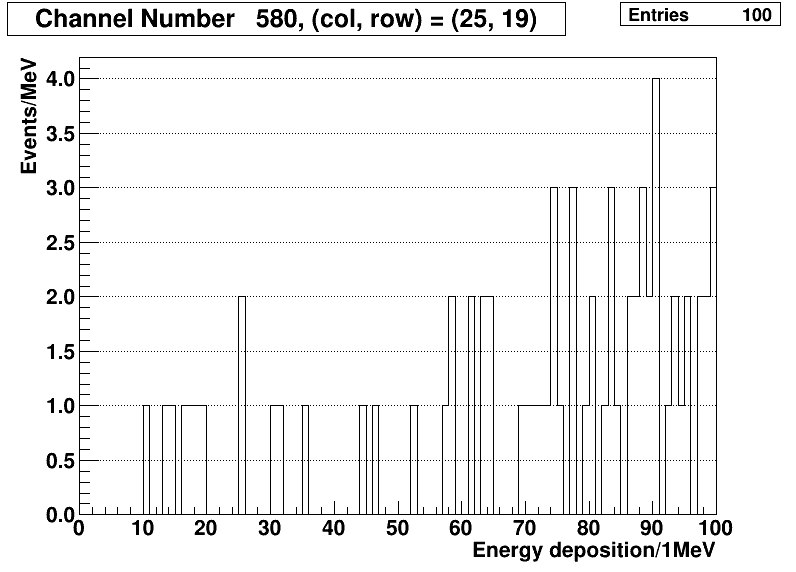 Channel Number   580, (col, row) = (25, 19)
Entries 100
Events/MeV
4.0
3.5
3.0
2.5
2.0
1.5
1.0
0.5
0.0
0 10 20 30 40 50 60 70 80 90 100
Energy deposition/1MeV